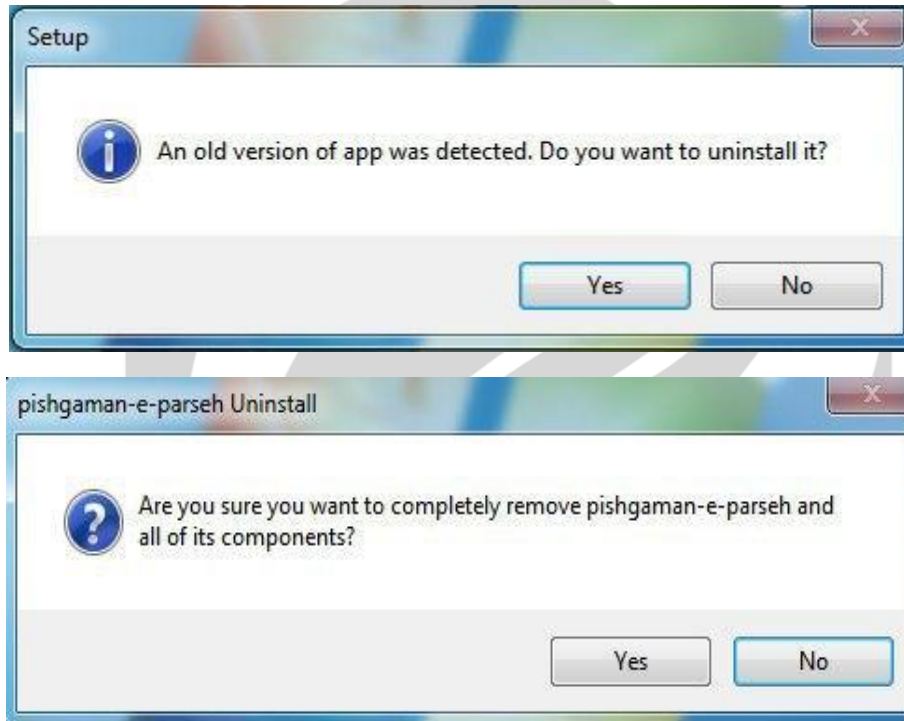 Setup
An old version of app was detected. Do you want to uninstall it?
Yes No
pishgaman-e-parseh Uninstall
Are you sure you want to completely remove pishgaman-e-parseh and
all of its components?
Yes No